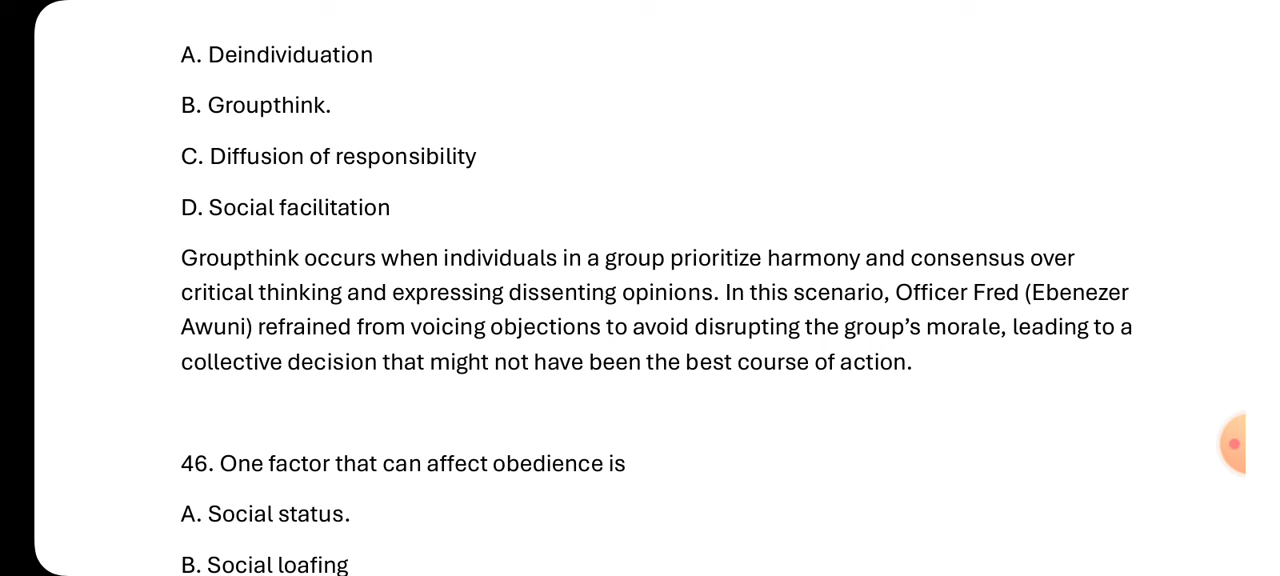 A. Deindividuation
B. Groupthink.
C. Diffusion of responsibility
D. Social facilitation
Groupthink occurs when individuals in a group prioritize harmony and consensus over
critical thinking and expressing dissenting opinions. In this scenario, Officer Fred (Ebenezer
Awuni) refrained from voicing objections to avoid disrupting the group’s morale, leading to a
collective decision that might not have been the best course of action.
46. One factor that can affect obedience is
A. Social status.
B. Social loafing